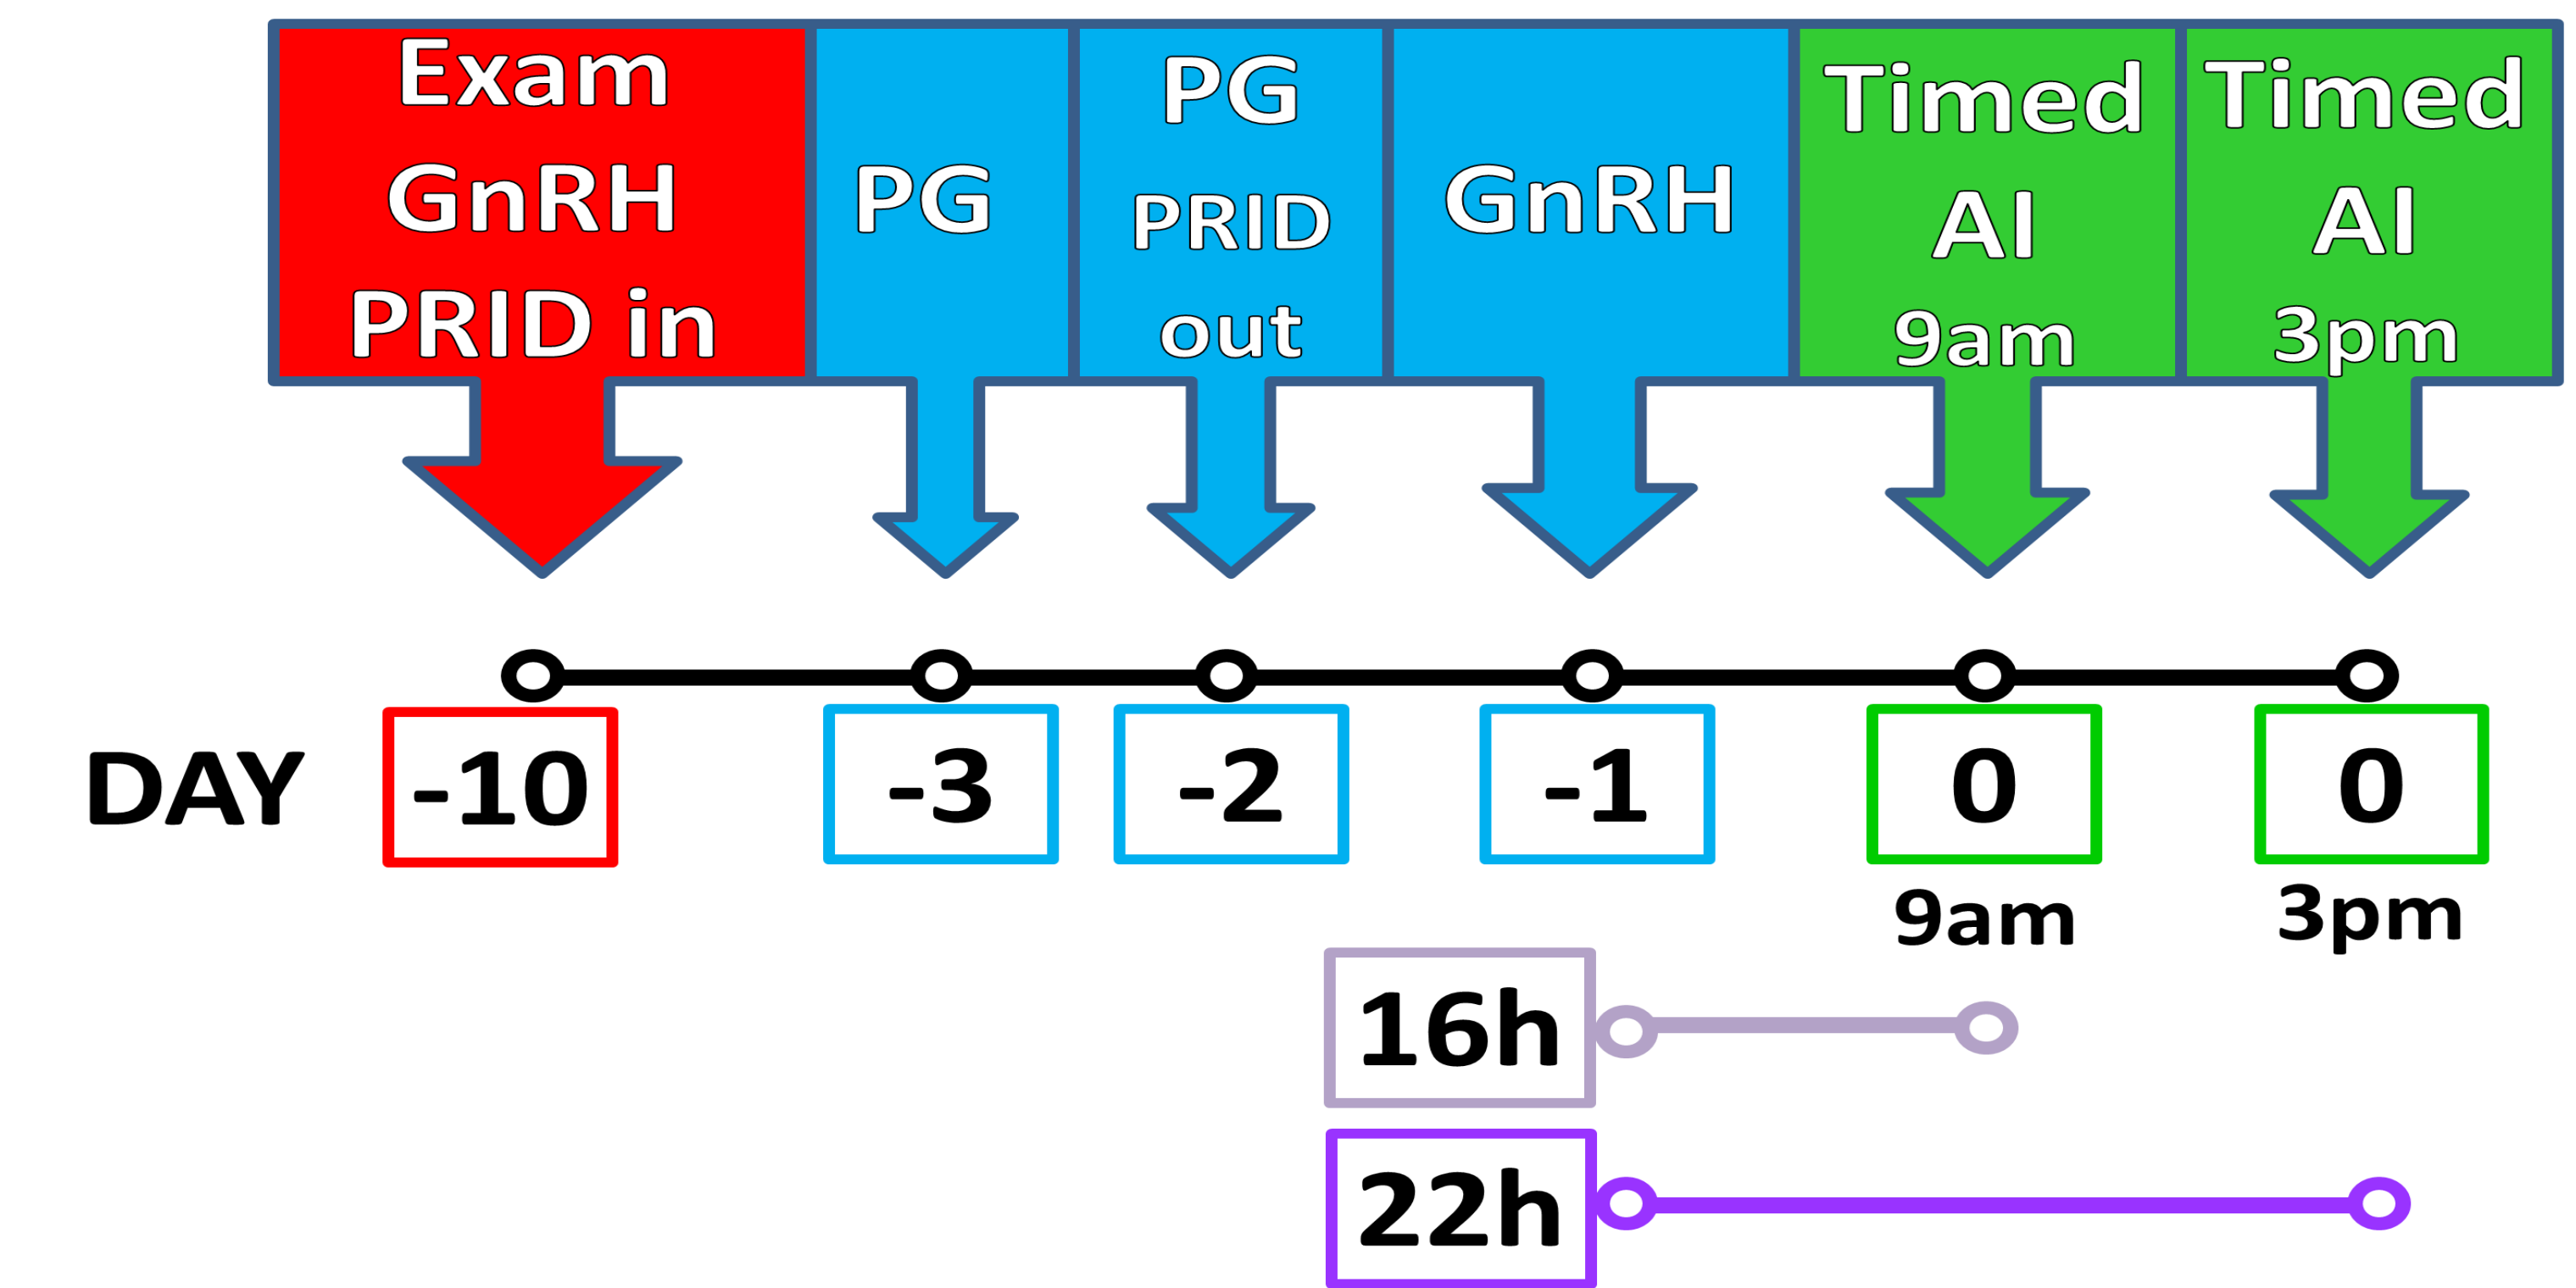 Exam
GnRH
PRID in
PG
PG
PRID
out
GnRH
Timed
AI
9am
Timed
AI
3pm
DAY
-10
-3
-2
-1
0
0
9am
3pm
16h
22h